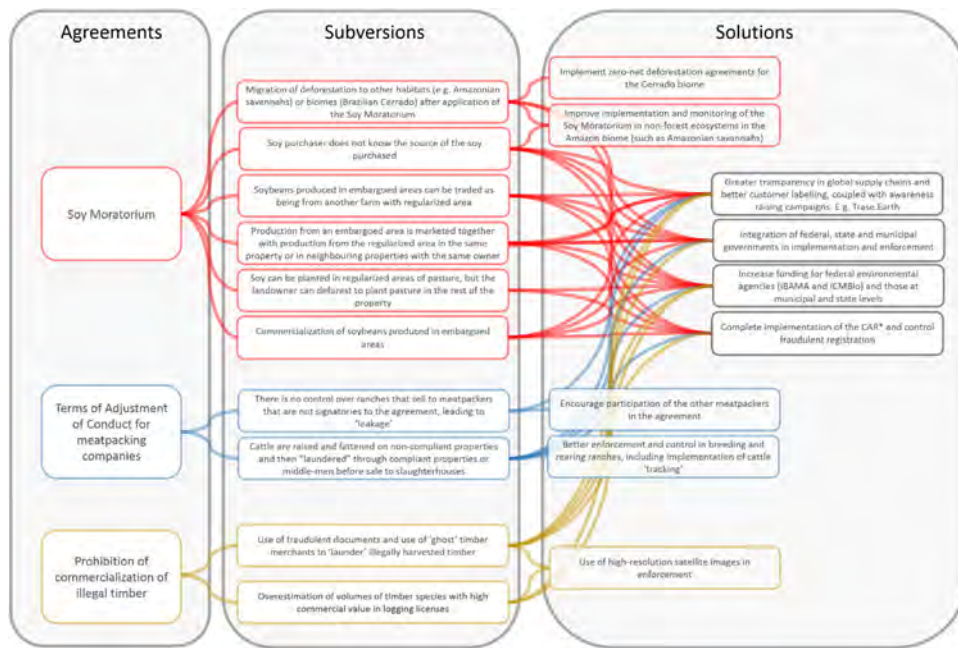 Agreements
Subversions
Solutions
Soy Moratorium
Terms of Adjustment
of Conduct for
meatpacking
companies
Prohibition of
commercialization of
illegal timber
Migration of deforestation to other habitats (e.g. Amazonian
savannahs) or biomes (Brazilian Cerrado) after application of
the Soy Moratorium
Soy purchaser does not know the source of the soy
purchased
Soybeans produced in embargoed areas can be traded as
being from another farm with regularized area
Production from an embargoed area is marketed together
with production from the regularized area in the same
property or in neighbouring properties with the same owner
Soy can be planted in regularized areas of pasture, but the
landowner can deforest to plant pasture in the rest of the
property
Commercialization of soybeans produced in embargoed
areas
There is no control over ranches that sell to meatpackers
that are not signatories to the agreement, leading to
'leakage'
Cattle are raised and fattened on non-compliant properties
and then "laundered" through compliant properties or
middle-men before sale to slaughterhouses
Use of fraudulent documents and use of 'ghost' timber
merchants to 'launder' illegally harvested timber
Overestimation of volumes of timber species with high
commercial value in logging licenses
Implement zero-net deforestation agreements for
the Cerrado biome
Improve implementation and monitoring of the
Soy Moratorium in non-forest ecosystems in the
Amazon biome (such as Amazonian savannahs)
Greater transparency in global supply chains and
better customer labelling, coupled with awareness
raising campaigns. E.g. Trase.Earth
Integration of federal, state and municipal
governments in implementation and enforcement
Increase funding for federal environmental
agencies (IBAMA and ICMBio) and those at
municipal and state levels
Complete implementation of the CAR* and control
fraudulent registration
Encourage participation of the other meatpackers
in the agreement
Better enforcement and control in breeding and
rearing ranches, including implementation of cattle
'tracking'
Use of high-resolution satellite images in
enforcement